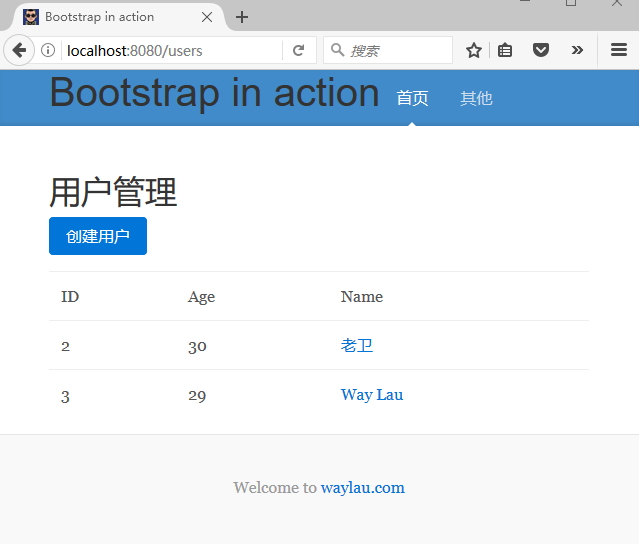 Bootstrap in action
localhost:8080/users
搜索
Bootstrap in action 首页 其他
用户管理
创建用户
ID Age Name
2 30 老卫
3 29 Way Lau
Welcome to waylau.com